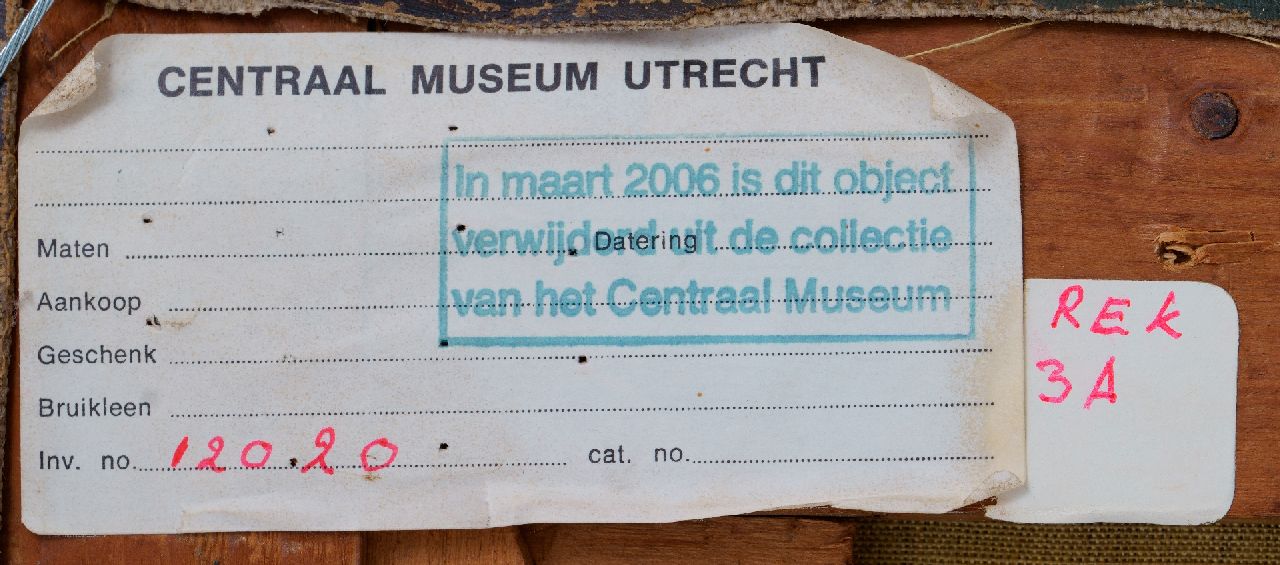 CENTRAAL MUSEUM UTRECHT
In maart 2006 is dit object
verwijderd uit de collectie
van het Centraal Museum
Maten
Datering
Aankoop
Geschenk
Bruikleen
Inv. no. 12020
cat. no.
REK
3A